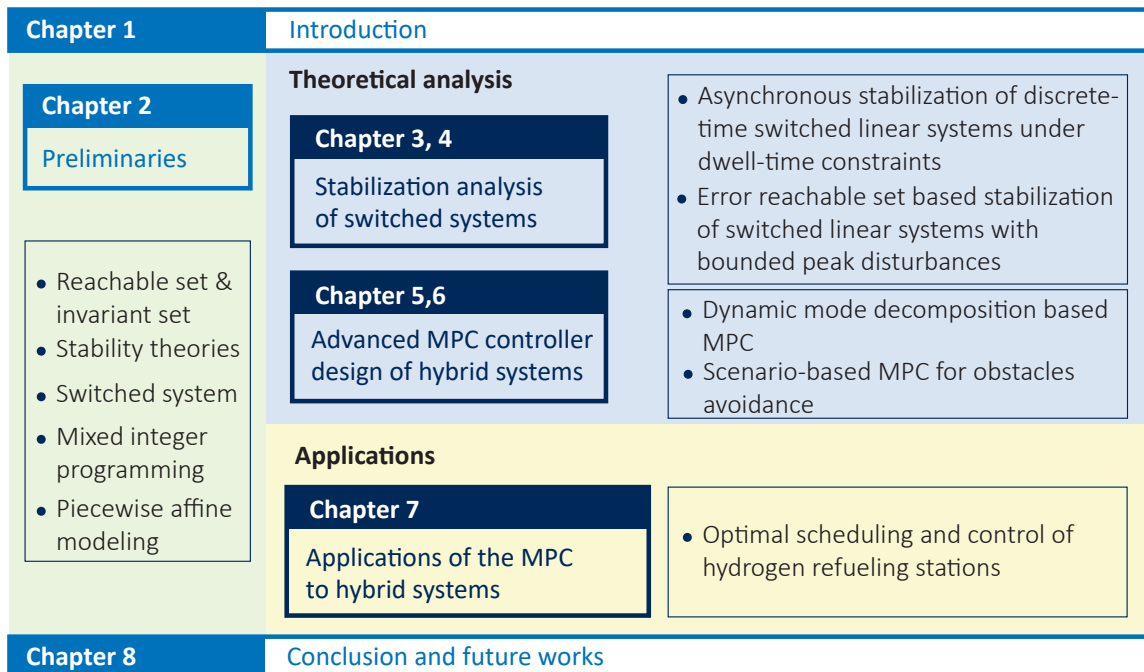 Chapter 1
Introduction
Chapter 2
Preliminaries
• Reachable set &
invariant set
• Stability theories
• Switched system
• Mixed integer
programming
• Piecewise affine
modeling
Theoretical analysis
Chapter 3, 4
Stabilization analysis
of switched systems
• Asynchronous stabilization of discrete-
time switched linear systems under
dwell-time constraints
• Error reachable set based stabilization
of switched linear systems with
bounded peak disturbances
Chapter 5,6
Advanced MPC controller
design of hybrid systems
• Dynamic mode decomposition based
MPC
• Scenario-based MPC for obstacles
avoidance
Applications
Chapter 7
Applications of the MPC
to hybrid systems
• Optimal scheduling and control of
hydrogen refueling stations
Chapter 8
Conclusion and future works